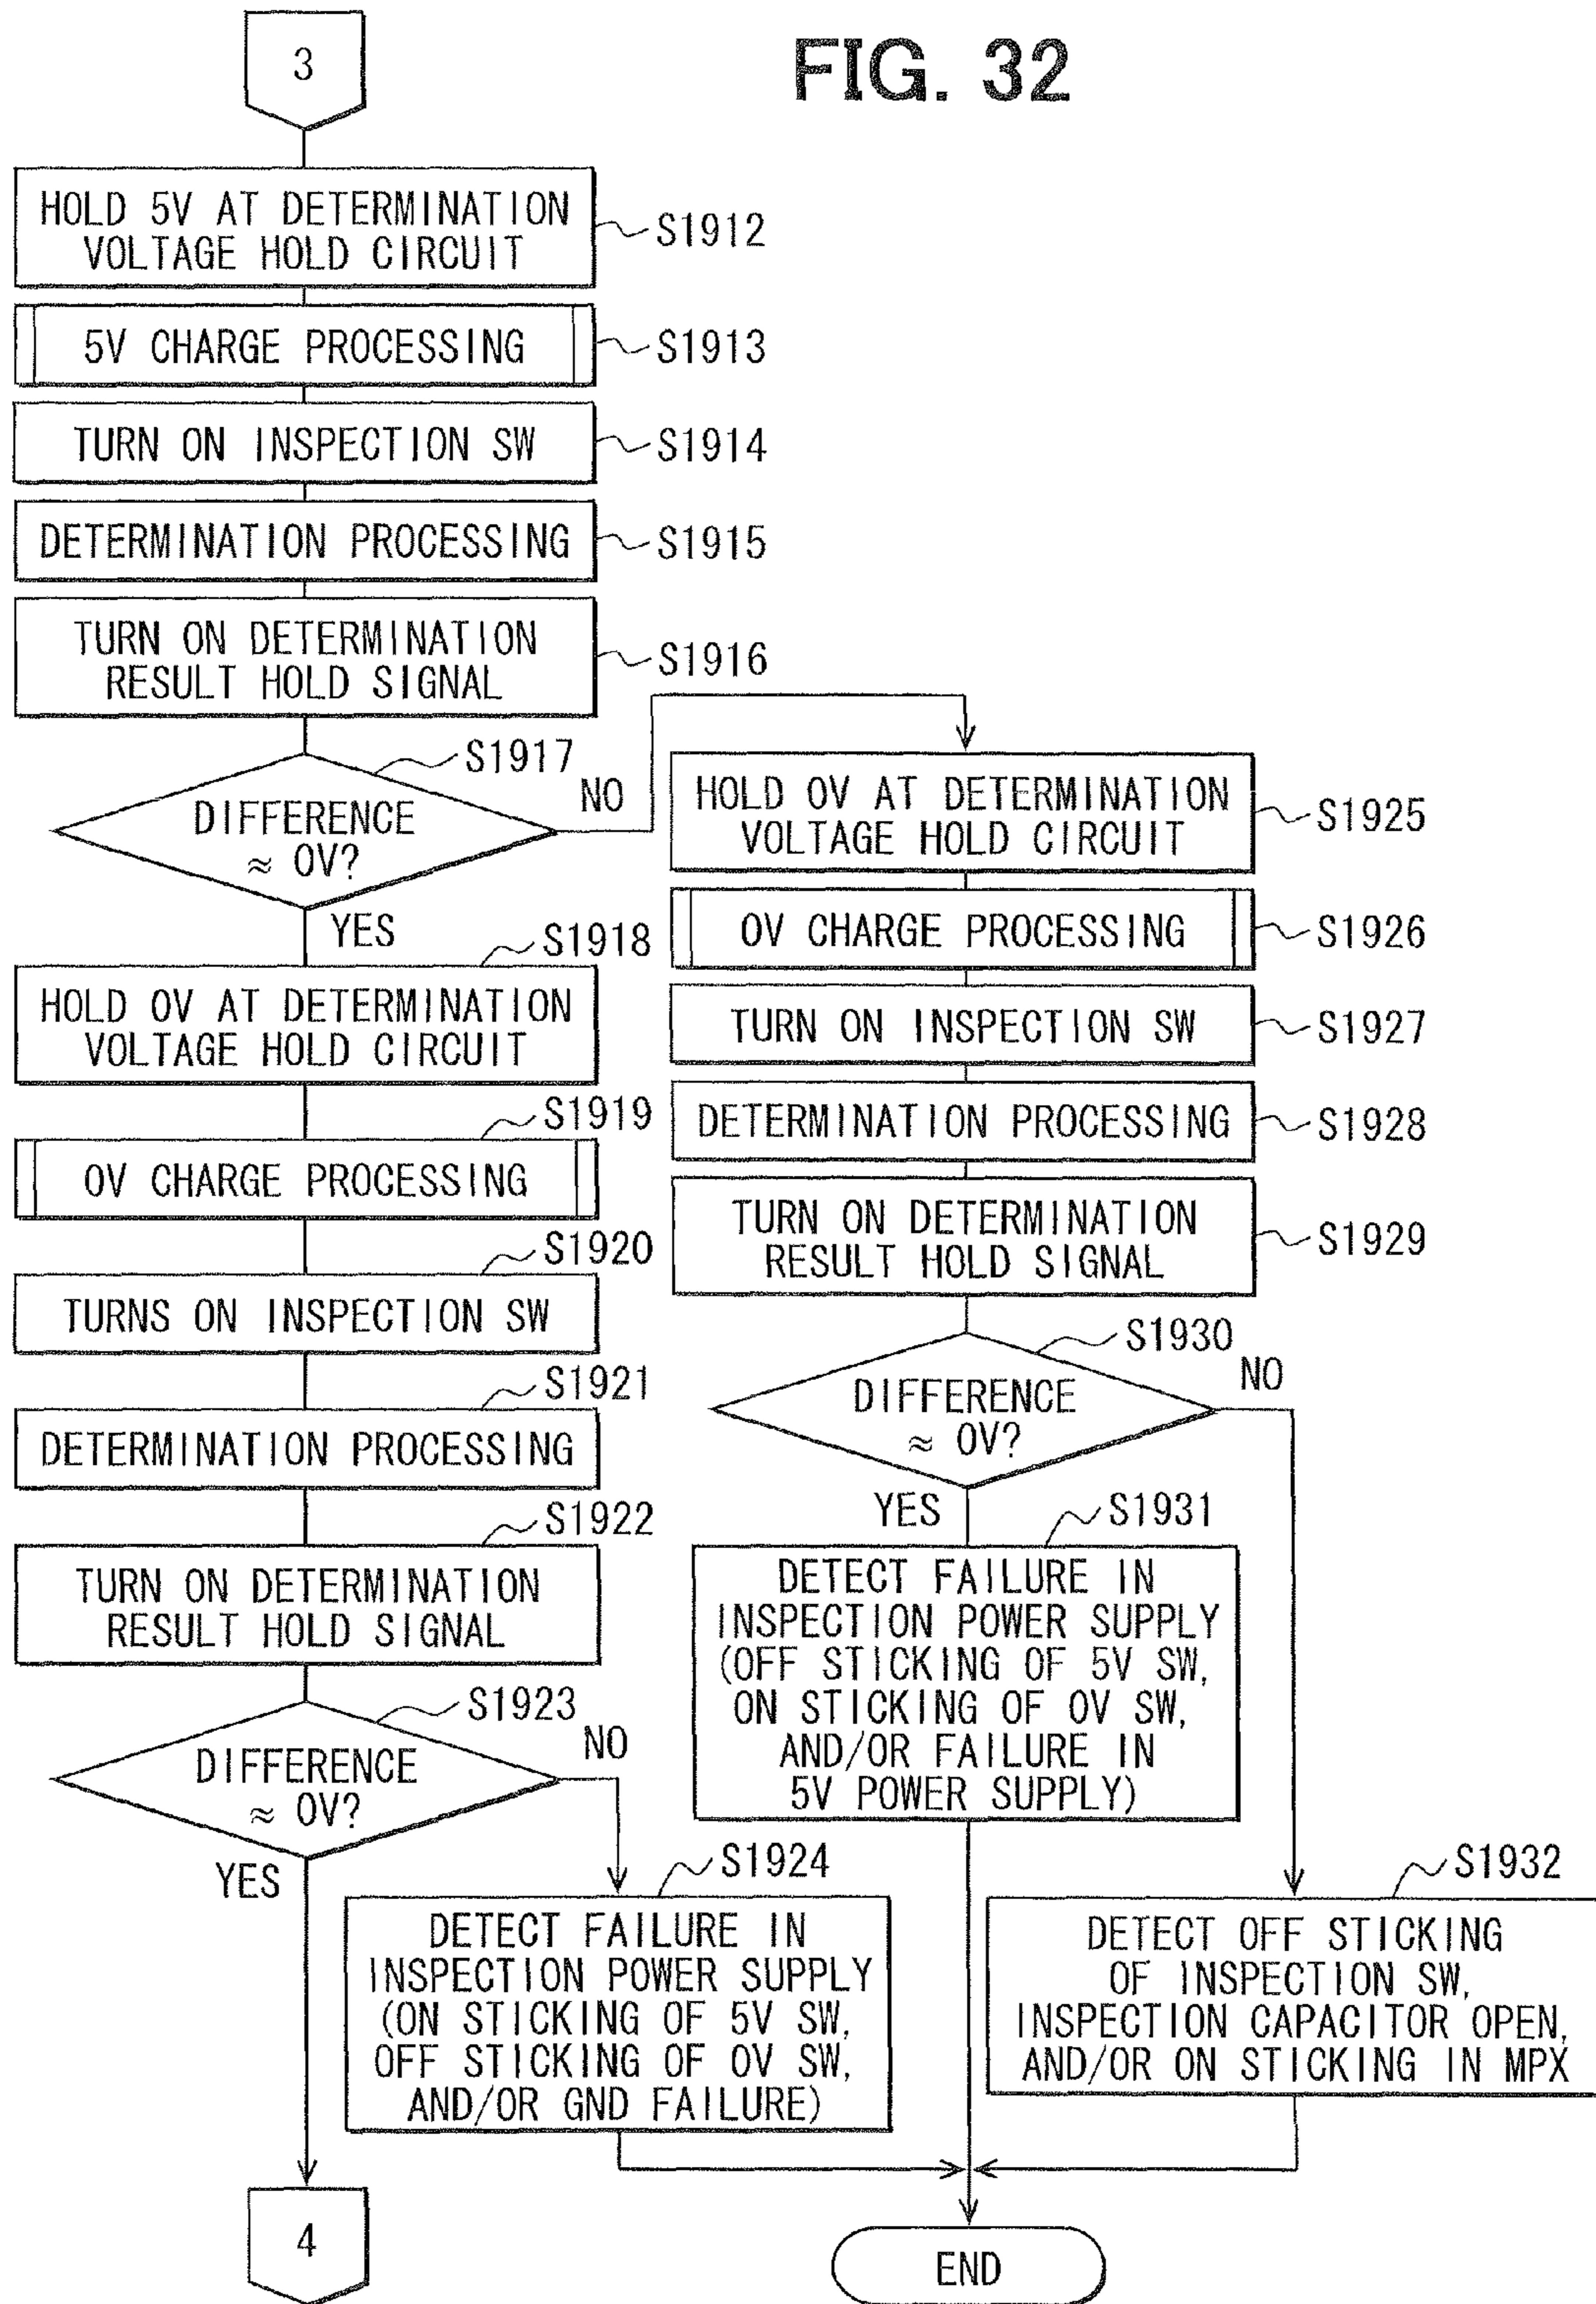 FIG. 32
3
HOLD 5V AT DETERMINATION
VOLTAGE HOLD CIRCUIT
S1912
5V CHARGE PROCESSING
S1913
TURN ON INSPECTION SW
S1914
DETERMINATION PROCESSING
S1915
TURN ON DETERMINATION
RESULT HOLD SIGNAL
S1916
S1917
DIFFERENCE
≈ 0V?
NO
YES
S1918
HOLD 0V AT DETERMINATION
VOLTAGE HOLD CIRCUIT
S1919
0V CHARGE PROCESSING
S1920
TURNS ON INSPECTION SW
S1921
DETERMINATION PROCESSING
S1922
TURN ON DETERMINATION
RESULT HOLD SIGNAL
S1923
DIFFERENCE
≈ 0V?
NO
YES
S1924
DETECT FAILURE IN
INSPECTION POWER SUPPLY
(ON STICKING OF 5V SW,
OFF STICKING OF 0V SW,
AND/OR GND FAILURE)
4
HOLD 0V AT DETERMINATION
VOLTAGE HOLD CIRCUIT
S1925
0V CHARGE PROCESSING
S1926
TURN ON INSPECTION SW
S1927
DETERMINATION PROCESSING
S1928
TURN ON DETERMINATION
RESULT HOLD SIGNAL
S1929
S1930
DIFFERENCE
≈ 0V?
NO
YES
S1931
DETECT FAILURE IN
INSPECTION POWER SUPPLY
(OFF STICKING OF 5V SW,
ON STICKING OF 0V SW,
AND/OR FAILURE IN
5V POWER SUPPLY)
S1932
DETECT OFF STICKING
OF INSPECTION SW,
INSPECTION CAPACITOR OPEN,
AND/OR ON STICKING IN MPX
END